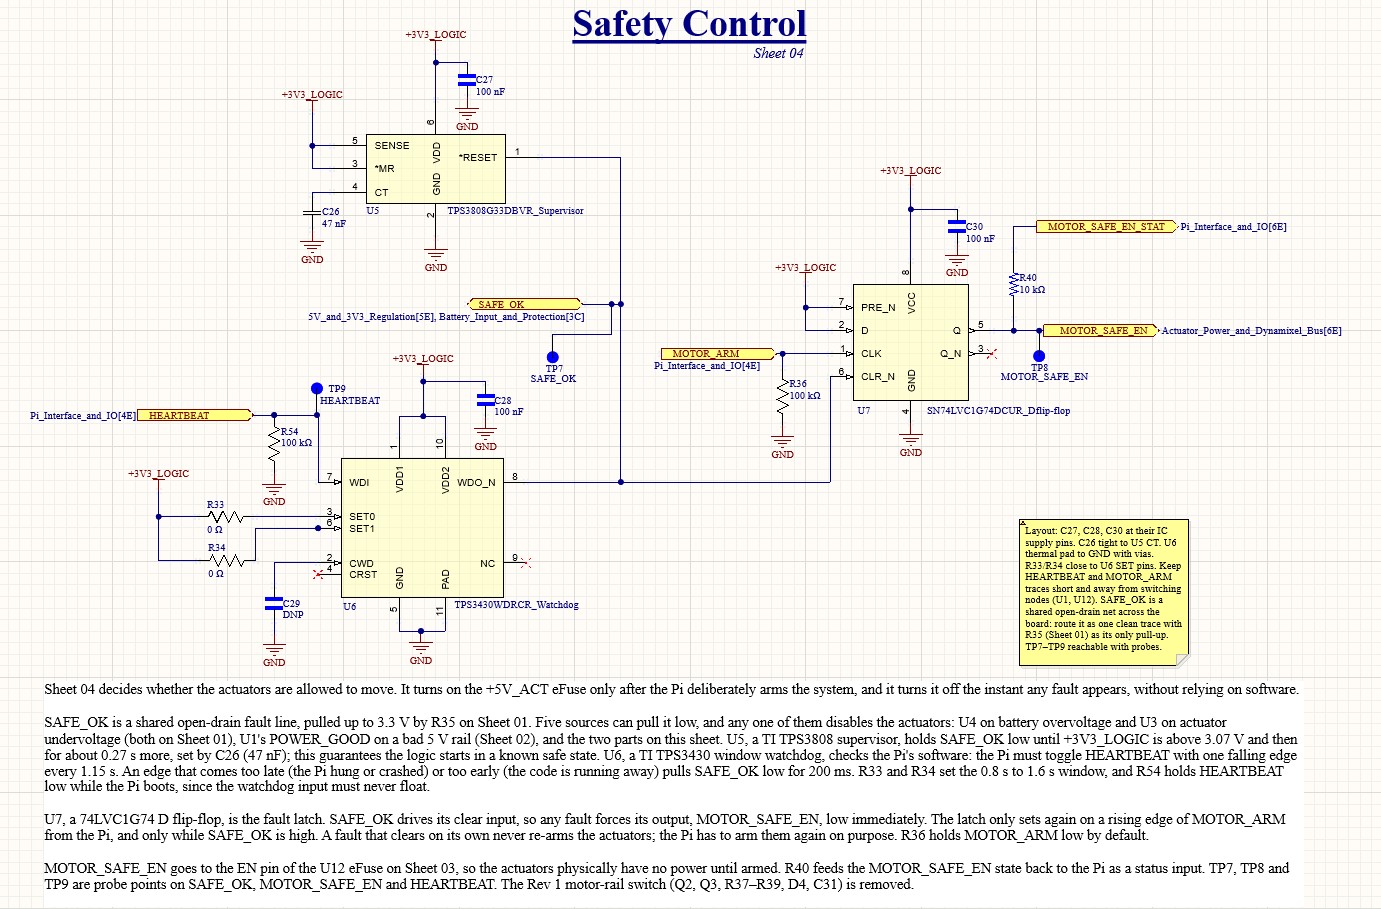 Safety Control
Sheet 04
+3V3_LOGIC
C27
100 nF
GND
+3V3_LOGIC
5 SENSE
3 *MR
4 CT
6 VDD
GND 2
*RESET 1
U5 TPS3808G33DBVR_Supervisor
C26
47 nF
GND
GND
SAFE_OK
5V_and_3V3_Regulation[5E], Battery_Input_and_Protection[3C]
TP7
SAFE_OK
+3V3_LOGIC
C28
100 nF
GND
TP9
HEARTBEAT
Pi_Interface_and_IO[4E] HEARTBEAT
R54
100 kΩ
GND
+3V3_LOGIC
R33
0 Ω
R34
0 Ω
1 VDD1
10 VDD2
7 WDI
WDO_N 8
3 SET0
6 SET1
2 CWD
4 CRST
NC 9
GND 5
PAD 11
U6 TPS3430WDRCR_Watchdog
C29
DNP
GND
GND
+3V3_LOGIC
C30
100 nF
GND
+3V3_LOGIC
8 VCC
7 PRE_N
2 D
1 CLK
6 CLR_N
Q 5
Q_N 3
GND 4
U7 SN74LVC1G74DCUR_Dflip-flop
GND
MOTOR_ARM
Pi_Interface_and_IO[4E]
R36
100 kΩ
GND
MOTOR_SAFE_EN_STAT Pi_Interface_and_IO[6E]
R40
10 kΩ
MOTOR_SAFE_EN Actuator_Power_and_Dynamixel_Bus[6E]
TP8
MOTOR_SAFE_EN
Layout: C27, C28, C30 at their IC
supply pins. C26 tight to U5 CT. U6
thermal pad to GND with vias.
R33/R34 close to U6 SET pins. Keep
HEARTBEAT and MOTOR_ARM
traces short and away from switching
nodes (U1, U12). SAFE_OK is a
shared open-drain net across the
board: route it as one clean trace with
R35 (Sheet 01) as its only pull-up.
TP7–TP9 reachable with probes.
Sheet 04 decides whether the actuators are allowed to move. It turns on the +5V_ACT eFuse only after the Pi deliberately arms the system, and it turns it off the instant any fault appears, without relying on software.
SAFE_OK is a shared open-drain fault line, pulled up to 3.3 V by R35 on Sheet 01. Five sources can pull it low, and any one of them disables the actuators: U4 on battery overvoltage and U3 on actuator
undervoltage (both on Sheet 01), U1's POWER_GOOD on a bad 5 V rail (Sheet 02), and the two parts on this sheet. U5, a TI TPS3808 supervisor, holds SAFE_OK low until +3V3_LOGIC is above 3.07 V and then
for about 0.27 s more, set by C26 (47 nF); this guarantees the logic starts in a known safe state. U6, a TI TPS3430 window watchdog, checks the Pi's software: the Pi must toggle HEARTBEAT with one falling edge
every 1.15 s. An edge that comes too late (the Pi hung or crashed) or too early (the code is running away) pulls SAFE_OK low for 200 ms. R33 and R34 set the 0.8 s to 1.6 s window, and R54 holds HEARTBEAT
low while the Pi boots, since the watchdog input must never float.
U7, a 74LVC1G74 D flip-flop, is the fault latch. SAFE_OK drives its clear input, so any fault forces its output, MOTOR_SAFE_EN, low immediately. The latch only sets again on a rising edge of MOTOR_ARM
from the Pi, and only while SAFE_OK is high. A fault that clears on its own never re-arms the actuators; the Pi has to arm them again on purpose. R36 holds MOTOR_ARM low by default.
MOTOR_SAFE_EN goes to the EN pin of the U12 eFuse on Sheet 03, so the actuators physically have no power until armed. R40 feeds the MOTOR_SAFE_EN state back to the Pi as a status input. TP7, TP8 and
TP9 are probe points on SAFE_OK, MOTOR_SAFE_EN and HEARTBEAT. The Rev 1 motor-rail switch (Q2, Q3, R37–R39, D4, C31) is removed.